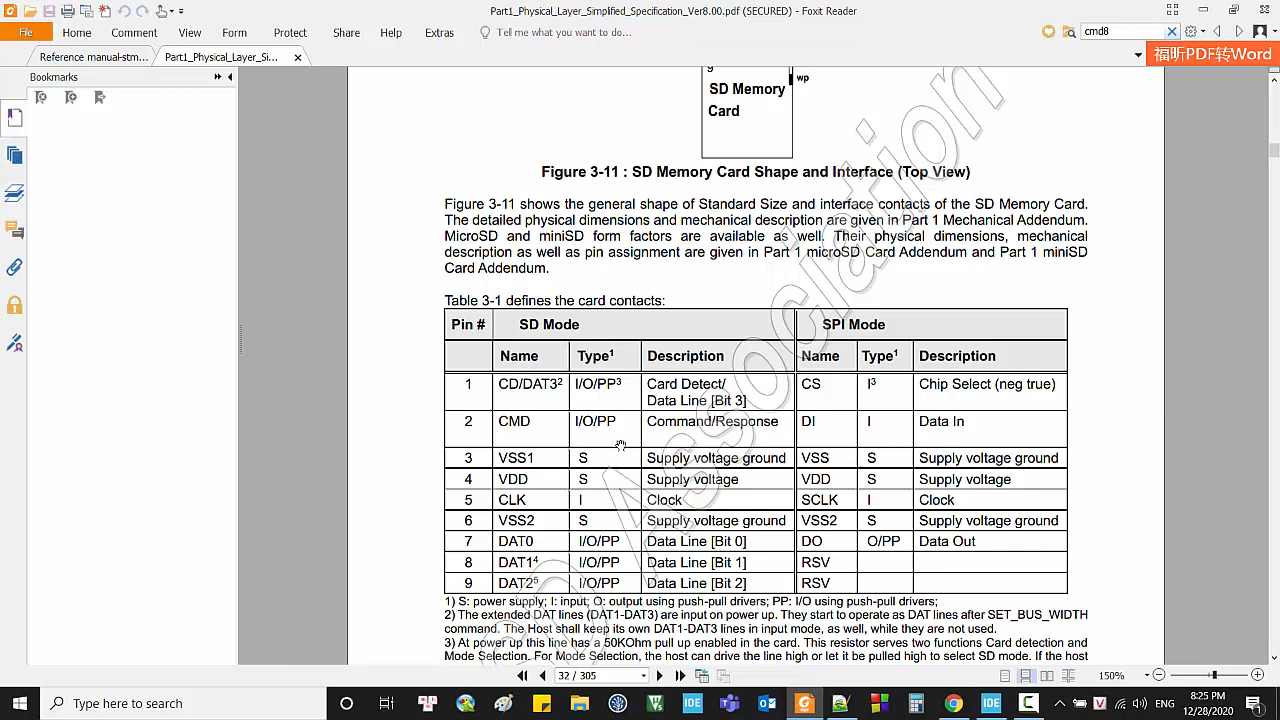 Part1_Physical_Layer_Simplified_Specification_Ver6.00.pdf (SECURED) - Foxit Reader
File Home Comment View Form Protect Share Help Extras Tell me what you want to do... cmd8
Reference manual-stm... Part1_Physical_Layer_Si... 福昕PDF转Word
Bookmarks
9
wp
SD Memory
Card
Figure 3-11 : SD Memory Card Shape and Interface (Top View)
Figure 3-11 shows the general shape of Standard Size and interface contacts of the SD Memory Card.
The detailed physical dimensions and mechanical description are given in Part 1 Mechanical Addendum.
MicroSD and miniSD form factors are available as well. Their physical dimensions, mechanical
description as well as pin assignment are given in Part 1 microSD Card Addendum and Part 1 miniSD
Card Addendum.
Table 3-1 defines the card contacts:
Pin # SD Mode SPI Mode
Name Type1 Description Name Type1 Description
1 CD/DAT3² I/O/PP³ Card Detect/ CS I³ Chip Select (neg true)
Data Line [Bit 3]
2 CMD I/O/PP Command/Response DI I Data In
3 VSS1 S Supply voltage ground VSS S Supply voltage ground
4 VDD S Supply voltage VDD S Supply voltage
5 CLK I Clock SCLK I Clock
6 VSS2 S Supply voltage ground VSS2 S Supply voltage ground
7 DAT0 I/O/PP Data Line [Bit 0] DO O/PP Data Out
8 DAT1⁴ I/O/PP Data Line [Bit 1] RSV
9 DAT2⁵ I/O/PP Data Line [Bit 2] RSV
1) S: power supply; I: input; O: output using push-pull drivers; PP: I/O using push-pull drivers;
2) The extended DAT lines (DAT1-DAT3) are input on power up. They start to operate as DAT lines after SET_BUS_WIDTH
command. The Host shall keep its own DAT1-DAT3 lines in input mode, as well, while they are not used.
3) At power up this line has a 50KOhm pull up enabled in the card. This resistor serves two functions Card detection and
Mode Selection. For Mode Selection, the host can drive the line high or let it be pulled high to select SD mode. If the host
Association
32 / 305
150%
Type here to search
IDE
IDE
ENG
8:25 PM
12/28/2020